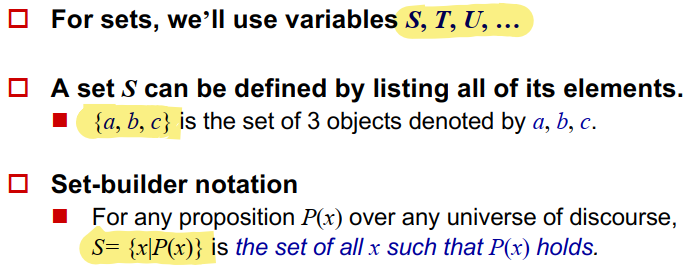 For sets, we’ll use variables S, T, U, …
A set S can be defined by listing all of its elements.
{a, b, c} is the set of 3 objects denoted by a, b, c.
Set-builder notation
For any proposition P(x) over any universe of discourse,
S= {x|P(x)} is the set of all x such that P(x) holds.